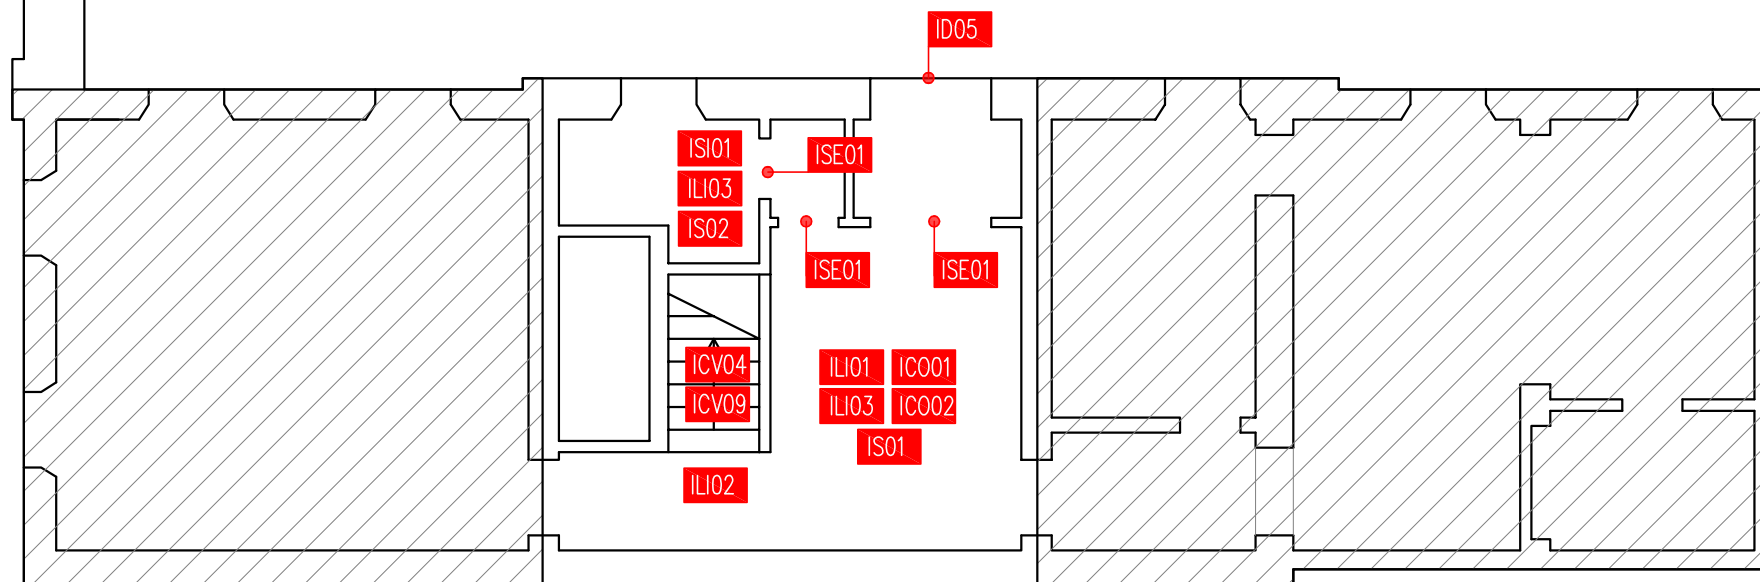 ID05
ISI01
ISE01
ILI03
IS02
ISE01
ISE01
ICV04
ILI01
ICO01
ICV09
ILI03
ICO02
IS01
ILI02